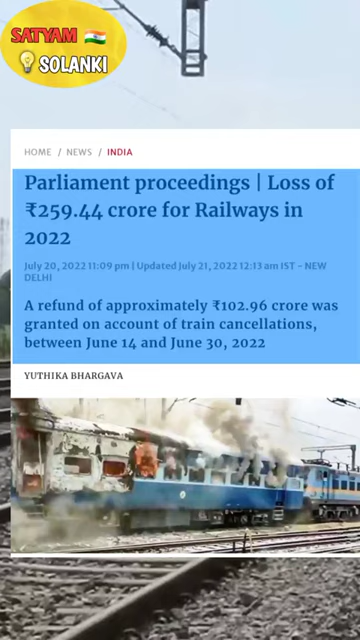 SATYAM
SOLANKI
HOME / NEWS / INDIA
Parliament proceedings | Loss of
₹259.44 crore for Railways in
2022
July 20, 2022 11:09 pm | Updated July 21, 2022 12:13 am IST - NEW
DELHI
A refund of approximately ₹102.96 crore was
granted on account of train cancellations,
between June 14 and June 30, 2022
YUTHIKA BHARGAVA